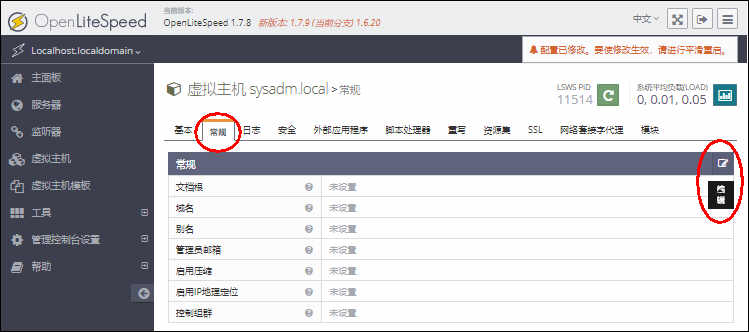 OpenLiteSpeed
当前版本:
OpenLiteSpeed 1.7.8 新版本: 1.7.9 (当前分支) 1.6.20
中文
Localhost.localdomain
配置已修改。要使修改生效，请进行平滑重启。
主面板
服务器
监听器
虚拟主机
虚拟主机模板
工具
管理控制台设置
帮助
虚拟主机 sysadm.local > 常规
LSWS PID
11514
系统平均负载(LOAD)
0, 0.01, 0.05
基本 常规 日志 安全 外部应用程序 脚本处理器 重写 资源集 SSL 网络套接字代理 模块
常规
编辑
文档根 未设置
域名 未设置
别名 未设置
管理员邮箱 未设置
启用压缩 未设置
启用IP地理定位 未设置
控制组群 未设置